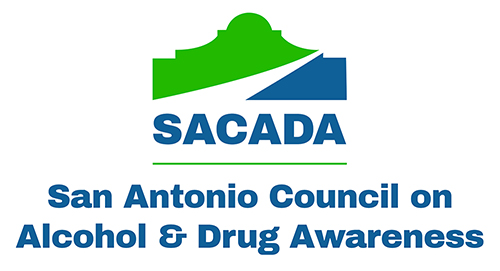 SACADA
San Antonio Council on
Alcohol & Drug Awareness